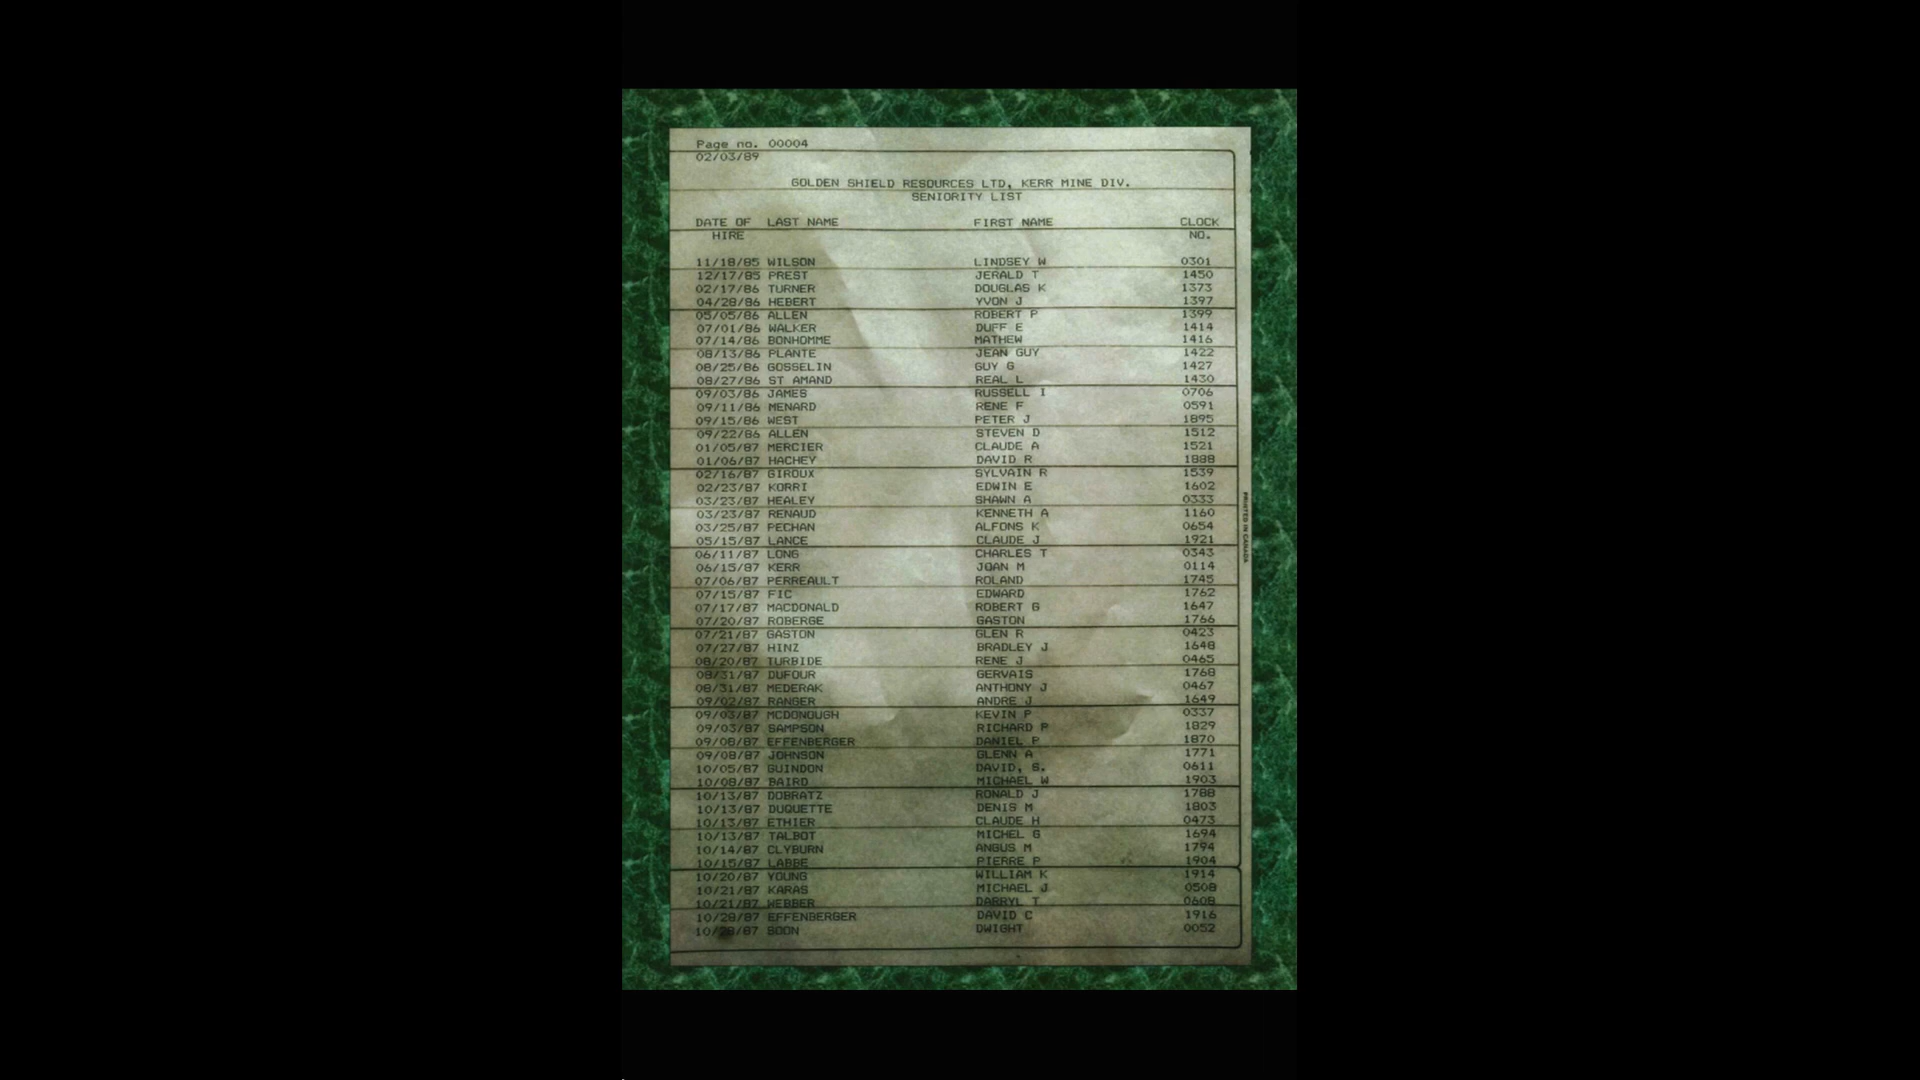 Page no. 00004
02/03/89
GOLDEN SHIELD RESOURCES LTD, KERR MINE DIV.
SENIORITY LIST
DATE OF LAST NAME FIRST NAME CLOCK
HIRE NO.
11/18/85 WILSON LINDSEY W 0301
12/17/85 PREST JERALD T 1450
02/17/86 TURNER DOUGLAS K 1373
04/28/86 HEBERT YVON J 1397
05/05/86 ALLEN ROBERT P 1399
07/01/86 WALKER DUFF E 1414
07/14/86 BONHOMME MATHEW 1416
08/13/86 PLANTE JEAN GUY 1422
08/25/86 GOSSELIN GUY G 1427
08/27/86 ST AMAND REAL L 1430
09/03/86 JAMES RUSSELL I 0706
09/11/86 MENARD RENE F 0591
09/15/86 WEST PETER J 1895
09/22/86 ALLEN STEVEN D 1512
01/05/87 MERCIER CLAUDE A 1521
01/06/87 HACHEY DAVID R 1888
02/16/87 GIROUX SYLVAIN R 1539
02/23/87 KORRI EDWIN E 1602
03/23/87 HEALEY SHAWN A 0333
03/23/87 RENAUD KENNETH A 1160
03/25/87 PECHAN ALFONS K 0654
05/15/87 LANCE CLAUDE J 1921
06/11/87 LONG CHARLES T 0343
06/15/87 KERR JOAN M 0114
07/06/87 PERREAULT ROLAND 1745
07/15/87 FIC EDWARD 1762
07/17/87 MACDONALD ROBERT G 1647
07/20/87 ROBERGE GASTON 1766
07/21/87 GASTON GLEN R 0423
07/27/87 HINZ BRADLEY J 1648
08/20/87 TURBIDE RENE J 0465
08/31/87 DUFOUR GERVAIS 1768
08/31/87 MEDERAK ANTHONY J 0467
09/02/87 RANGER ANDRE J 1649
09/03/87 MCDONOUGH KEVIN P 0337
09/03/87 SAMPSON RICHARD P 1829
09/08/87 EFFENBERGER DANIEL P 1870
09/08/87 JOHNSON GLENN A 1771
10/05/87 GUINDON DAVID, S. 0611
10/08/87 BAIRD MICHAEL W 1903
10/13/87 DOBRATZ RONALD J 1788
10/13/87 DUQUETTE DENIS M 1803
10/13/87 ETHIER CLAUDE H 0473
10/13/87 TALBOT MICHEL G 1694
10/14/87 CLYBURN ANGUS M 1794
10/15/87 LABBE PIERRE P 1904
10/20/87 YOUNG WILLIAM K 1914
10/21/87 KARAS MICHAEL J 0508
10/21/87 WEBBER DARRYL T 0608
10/28/87 EFFENBERGER DAVID C 1916
10/28/87 BOON DWIGHT 0052
PRINTED IN CANADA